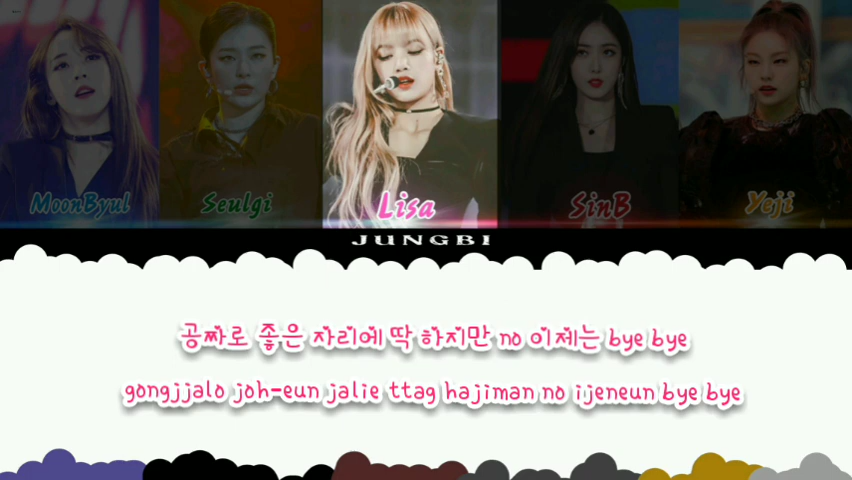 MoonByul Seulgi Lisa SinB Yeji
JUNGBI
공짜로 좋은 자리에 딱 하지만 no 이제는 bye bye
gongjjalo joh-eun jalie ttag hajiman no ijeneun bye bye